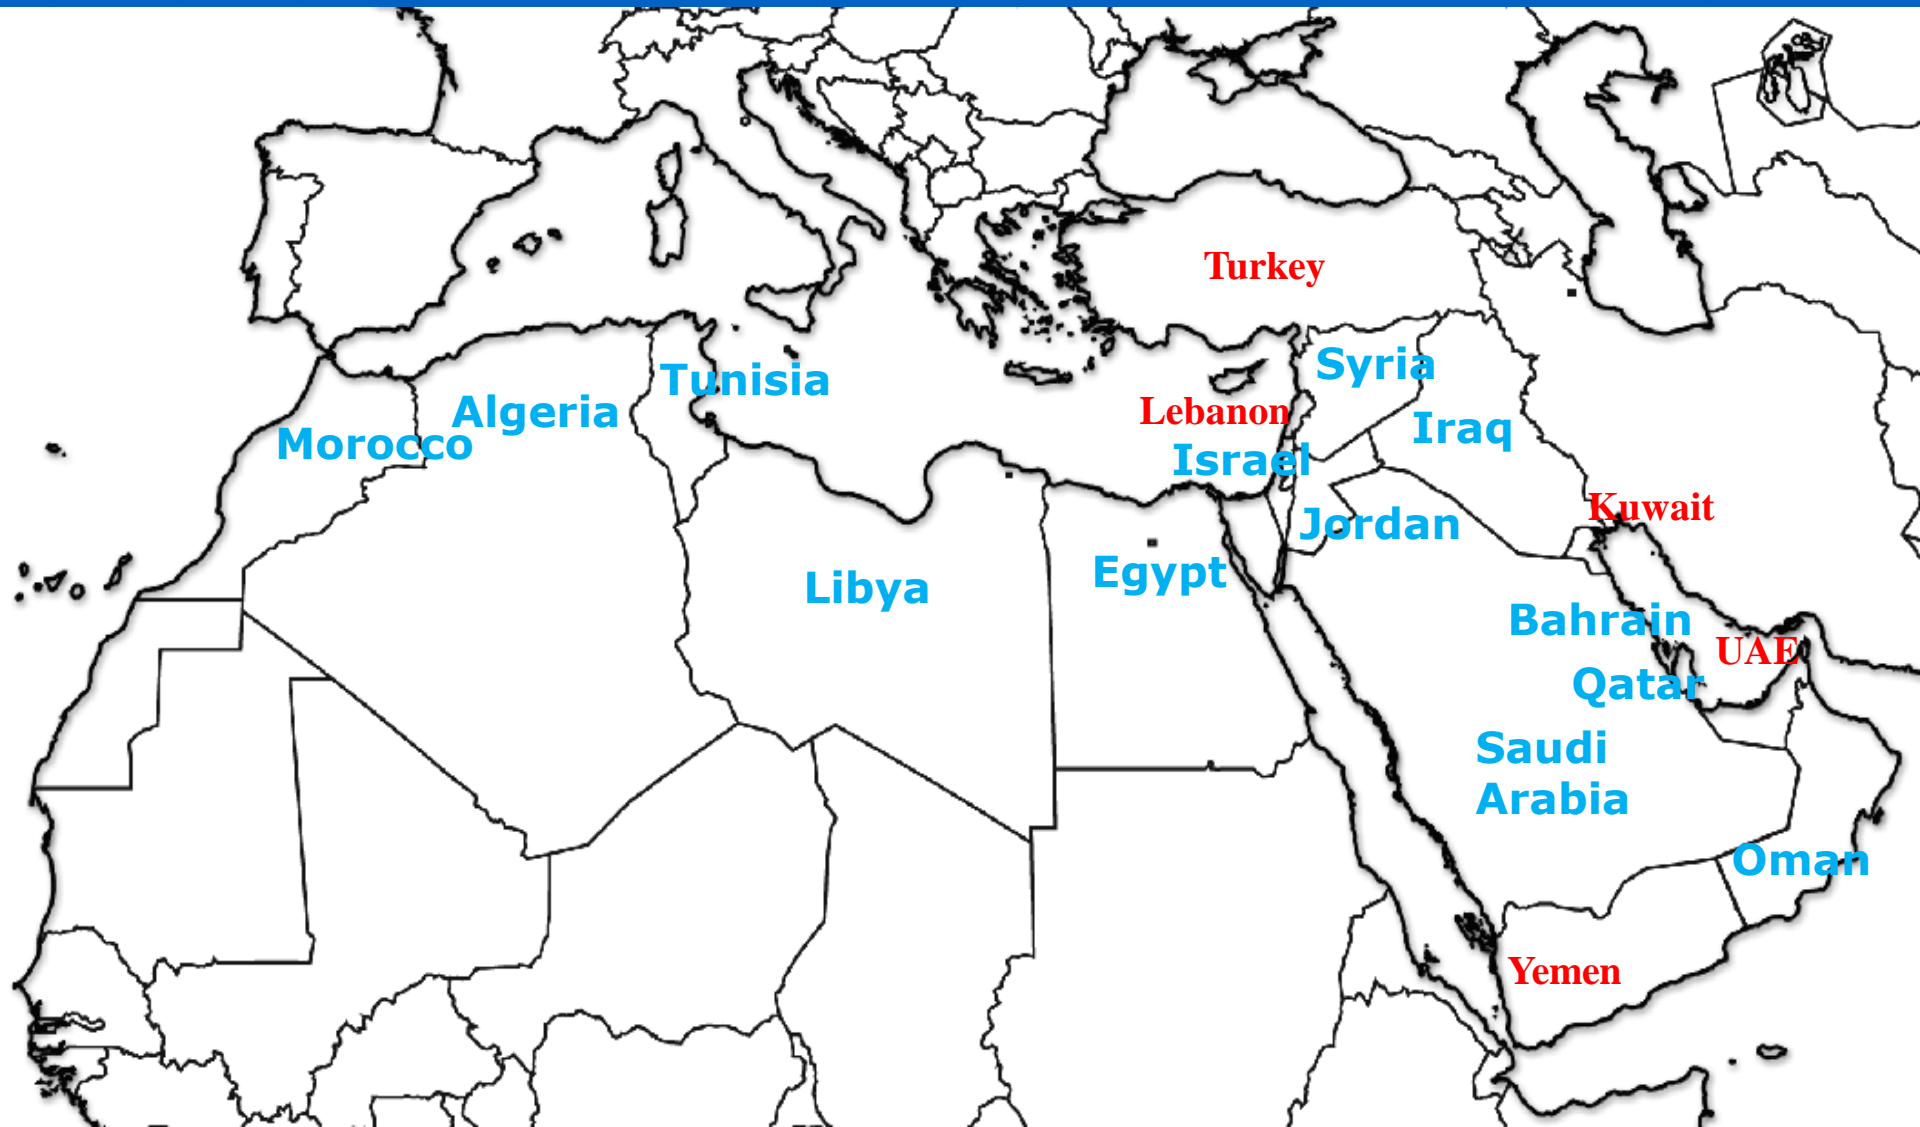 Turkey
Syria
Tunisia
Lebanon
Algeria
Iraq
Morocco
Israel
Kuwait
Jordan
Egypt
Libya
Bahrain
UAE
Qatar
Saudi
Arabia
Oman
Yemen